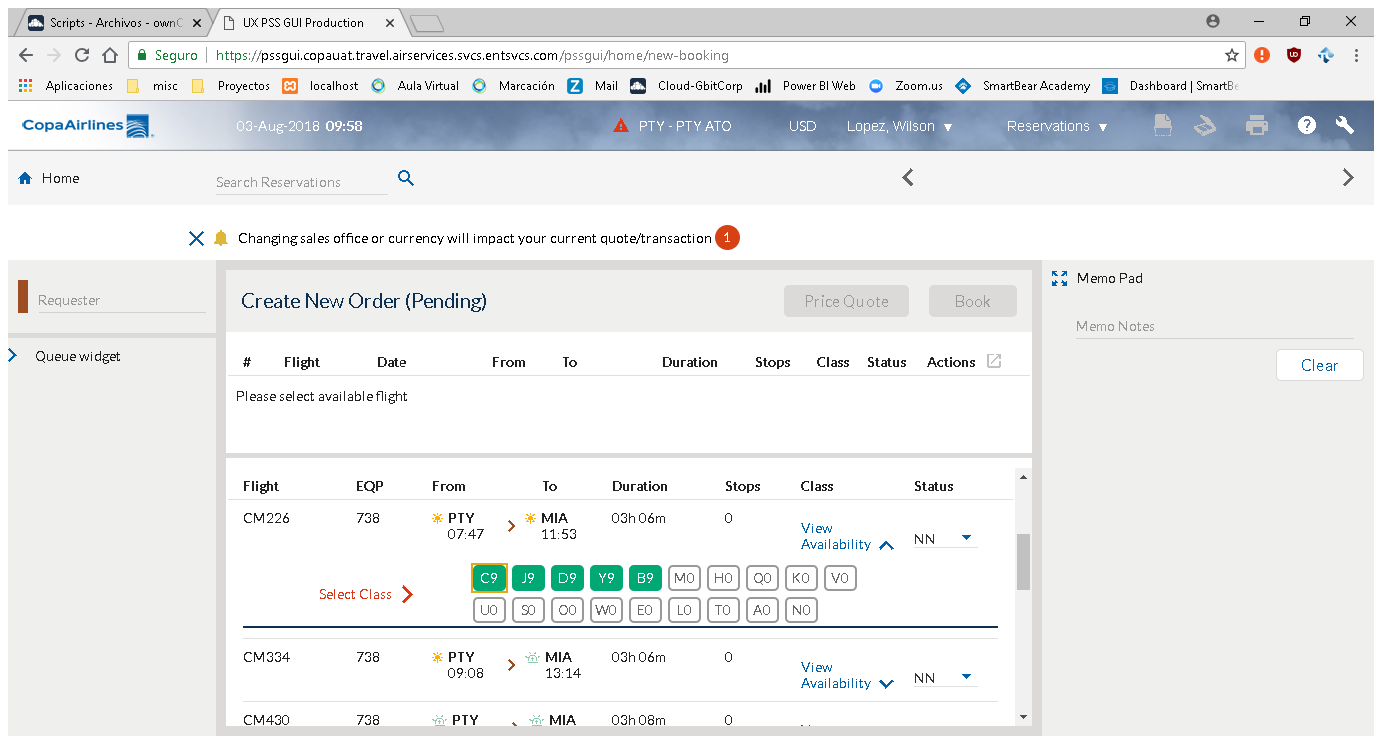 Scripts - Archivos - ownC
UX PSS GUI Production
Seguro
https://pssgui.copauat.travel.airservices.svcs.entsvcs.com/pssgui/home/new-booking
Aplicaciones misc Proyectos localhost Aula Virtual Marcación Mail Cloud-GbitCorp Power BI Web Zoom.us SmartBear Academy Dashboard | SmartBe
CopaAirlines 03-Aug-2018 09:58 PTY - PTY ATO USD Lopez, Wilson Reservations
Home Search Reservations
Changing sales office or currency will impact your current quote/transaction 1
Requester
Queue widget
Create New Order (Pending) Price Quote Book
# Flight Date From To Duration Stops Class Status Actions
Please select available flight
Flight EQP From To Duration Stops Class Status
CM226 738 PTY MIA 03h 06m 0
07:47 11:53
View
Availability NN
Select Class
C9 J9 D9 Y9 B9 M0 H0 Q0 K0 V0
U0 S0 O0 W0 E0 L0 T0 A0 N0
CM334 738 PTY MIA 03h 06m 0
09:08 13:14
View
Availability NN
CM430 738 PTY MIA 03h 08m 0
Memo Pad
Memo Notes
Clear